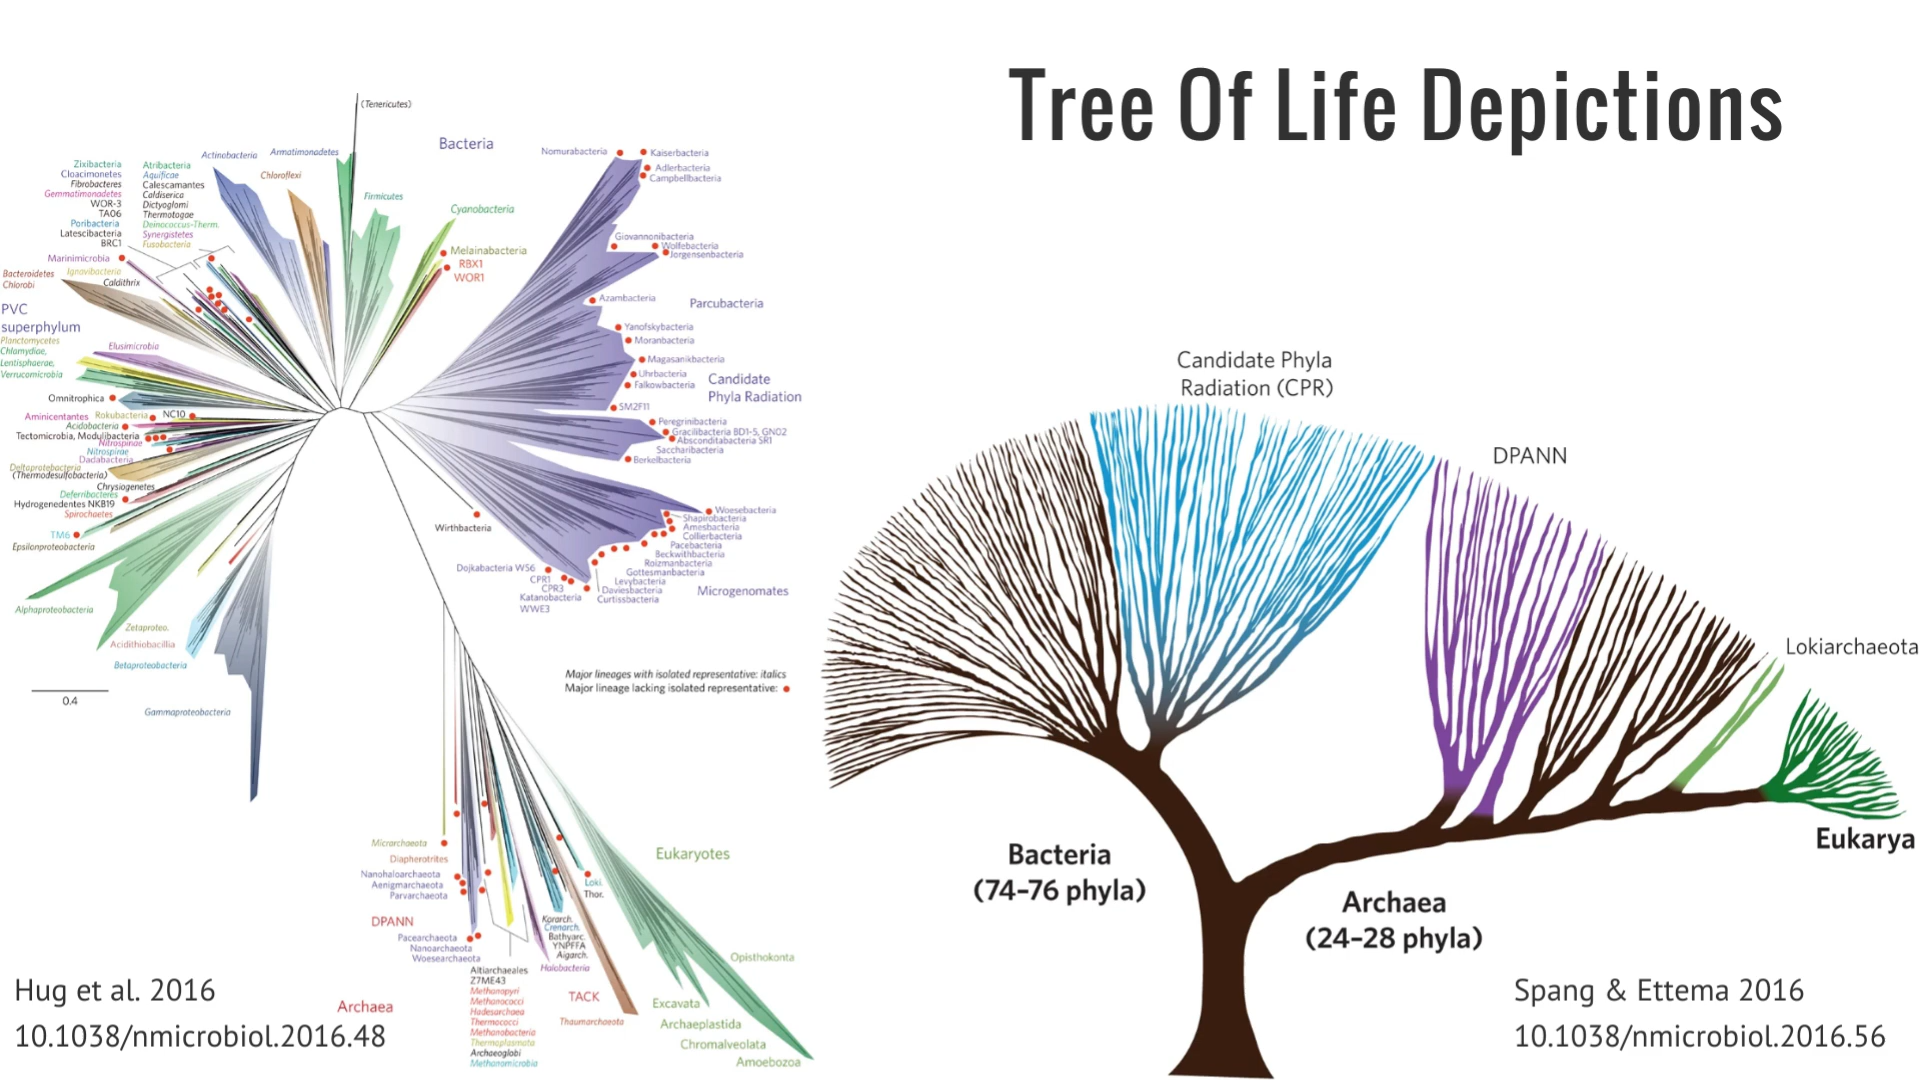 Tree Of Life Depictions
(Tenericutes)
Bacteria
Nomurabacteria
Kaiserbacteria
Adlerbacteria
Campbellbacteria
Actinobacteria
Armatimonadetes
Chloroflexi
Firmicutes
Cyanobacteria
Melainabacteria
RBX1
WOR1
Zixibacteria
Cloacimonetes
Fibrobacteres
Gemmatimonadetes
WOR-3
TA06
Poribacteria
Latescibacteria
BRC1
Atribacteria
Aquificae
Calescamantes
Caldiserica
Dictyoglomi
Thermotogae
Deinococcus-Therm.
Synergistetes
Fusobacteria
Marinimicrobia
Bacteroidetes
Chlorobi
Ignavibacteria
Caldithrix
PVC
superphylum
Planctomycetes
Chlamydiae,
Lentisphaerae,
Verrucomicrobia
Elusimicrobia
Omnitrophica
Aminicentantes
Rokubacteria
NC10
Acidobacteria
Tectomicrobia, Modulibacteria
Nitrospinae
Nitrospirae
Dadabacteria
Deltaprotebacteria
(Thermodesulfobacteria)
Chrysiogenetes
Deferribacteres
Hydrogenedentes NKB19
Spirochaetes
TM6
Epsilonproteobacteria
Alphaproteobacteria
Zetaproteo.
Acidithiobacillia
Betaproteobacteria
0.4
Gammaproteobacteria
Giovannonibacteria
Wolfebacteria
Jorgensenbacteria
Azambacteria
Parcubacteria
Yanofskybacteria
Moranbacteria
Magasanikbacteria
Uhrbacteria
Falkowbacteria
Candidate
Phyla Radiation
SM2F11
Peregrinibacteria
Gracilibacteria BD1-5, GN02
Absconditabacteria SR1
Saccharibacteria
Berkelbacteria
Wirthbacteria
Woesebacteria
Shapirobacteria
Amesbacteria
Collierbacteria
Pacebacteria
Beckwithbacteria
Roizmanbacteria
Gottesmanbacteria
Levybacteria
Daviesbacteria
Curtissbacteria
Dojkabacteria WS6
CPR1
CPR3
Katanobacteria
WWE3
Microgenomates
Major lineages with isolated representative: italics
Major lineage lacking isolated representative:
Micrarchaeota
Diapherotrites
Nanohaloarchaeota
Aenigmarchaeota
Parvarchaeota
DPANN
Pacearchaeota
Nanoarchaeota
Woesearchaeota
Altiarchaeales
Z7ME43
Methanopyri
Methanococci
Hadesarchaea
Thermococci
Methanobacteria
Thermoplasmata
Archaeoglobi
Methanomicrobia
Archaea
Halobacteria
Korarch.
Crenarch.
Bathyarc.
YNPFFA
Aigarch.
Loki.
Thor.
TACK
Thaumarchaeota
Eukaryotes
Opisthokonta
Excavata
Archaeplastida
Chromalveolata
Amoebozoa
Hug et al. 2016
10.1038/nmicrobiol.2016.48
Candidate Phyla
Radiation (CPR)
DPANN
Lokiarchaeota
Eukarya
Bacteria
(74–76 phyla)
Archaea
(24–28 phyla)
Spang & Ettema 2016
10.1038/nmicrobiol.2016.56